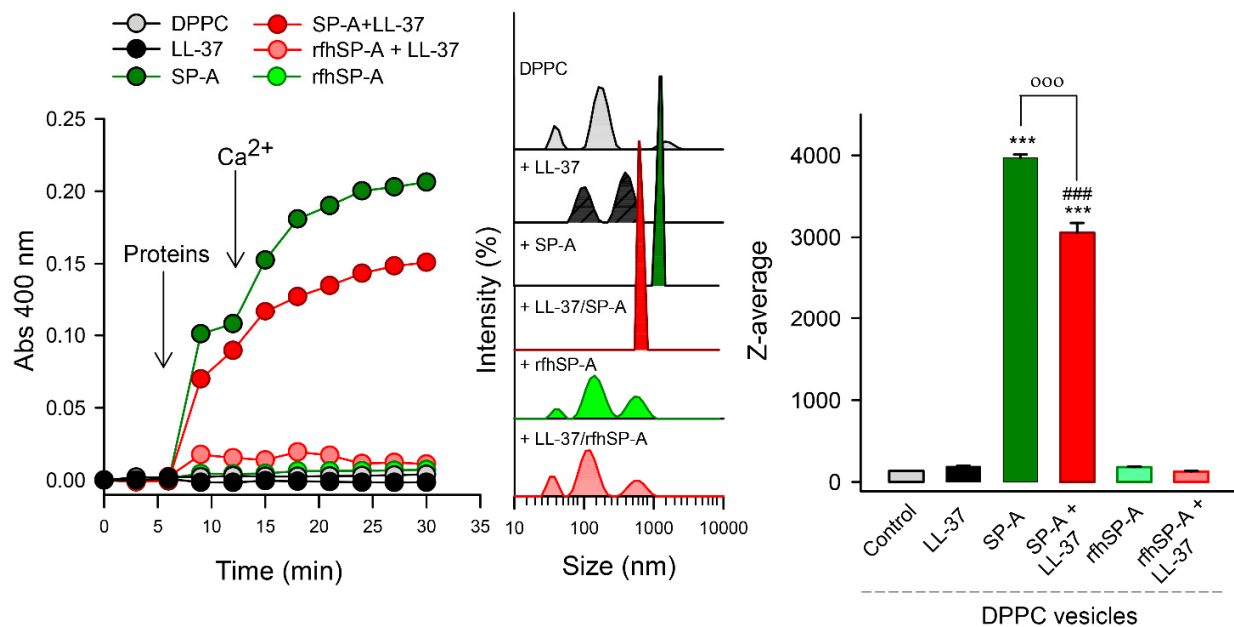 DPPC
LL-37
SP-A
SP-A+LL-37
rfhSP-A + LL-37
rfhSP-A
Abs 400 nm
0.25
0.20
0.15
0.10
0.05
0.00
Proteins
Ca2+
0 5 10 15 20 25 30 35
Time (min)
Intensity (%)
DPPC
+ LL-37
+ SP-A
+ LL-37/SP-A
+ rfhSP-A
+ LL-37/rfhSP-A
10 100 1000 10000
Size (nm)
Z-average
4000
3000
2000
1000
0
ooo
***
###
***
Control
LL-37
SP-A
SP-A +
LL-37
rfhSP-A
rfhSP-A +
LL-37
DPPC vesicles